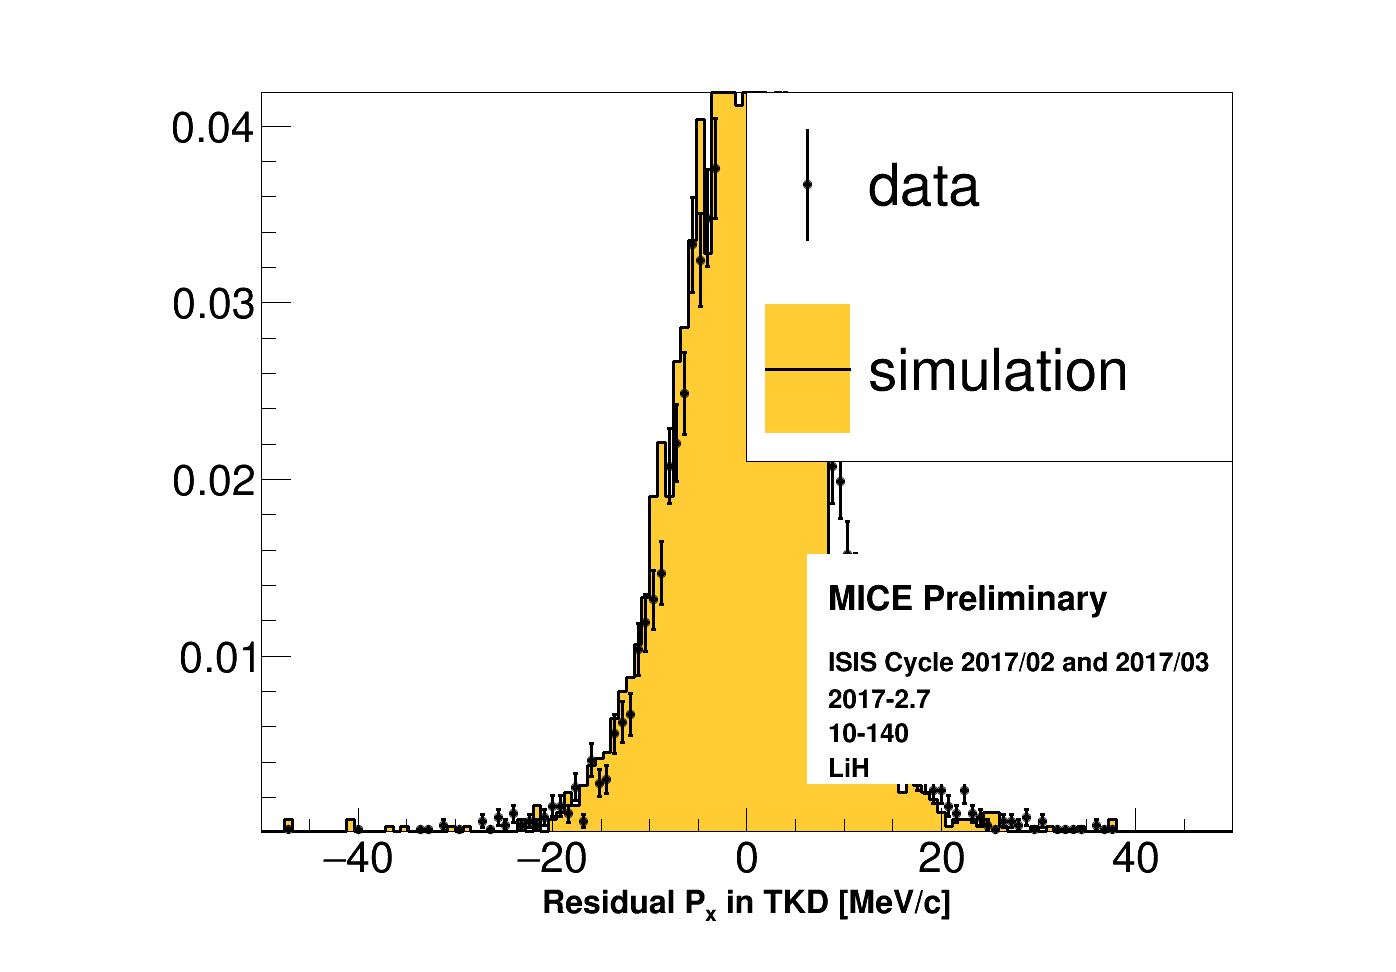 0.04
0.03
0.02
0.01
data
simulation
MICE Preliminary
ISIS Cycle 2017/02 and 2017/03
2017-2.7
10-140
LiH
−40 −20 0 20 40
Residual Px in TKD [MeV/c]